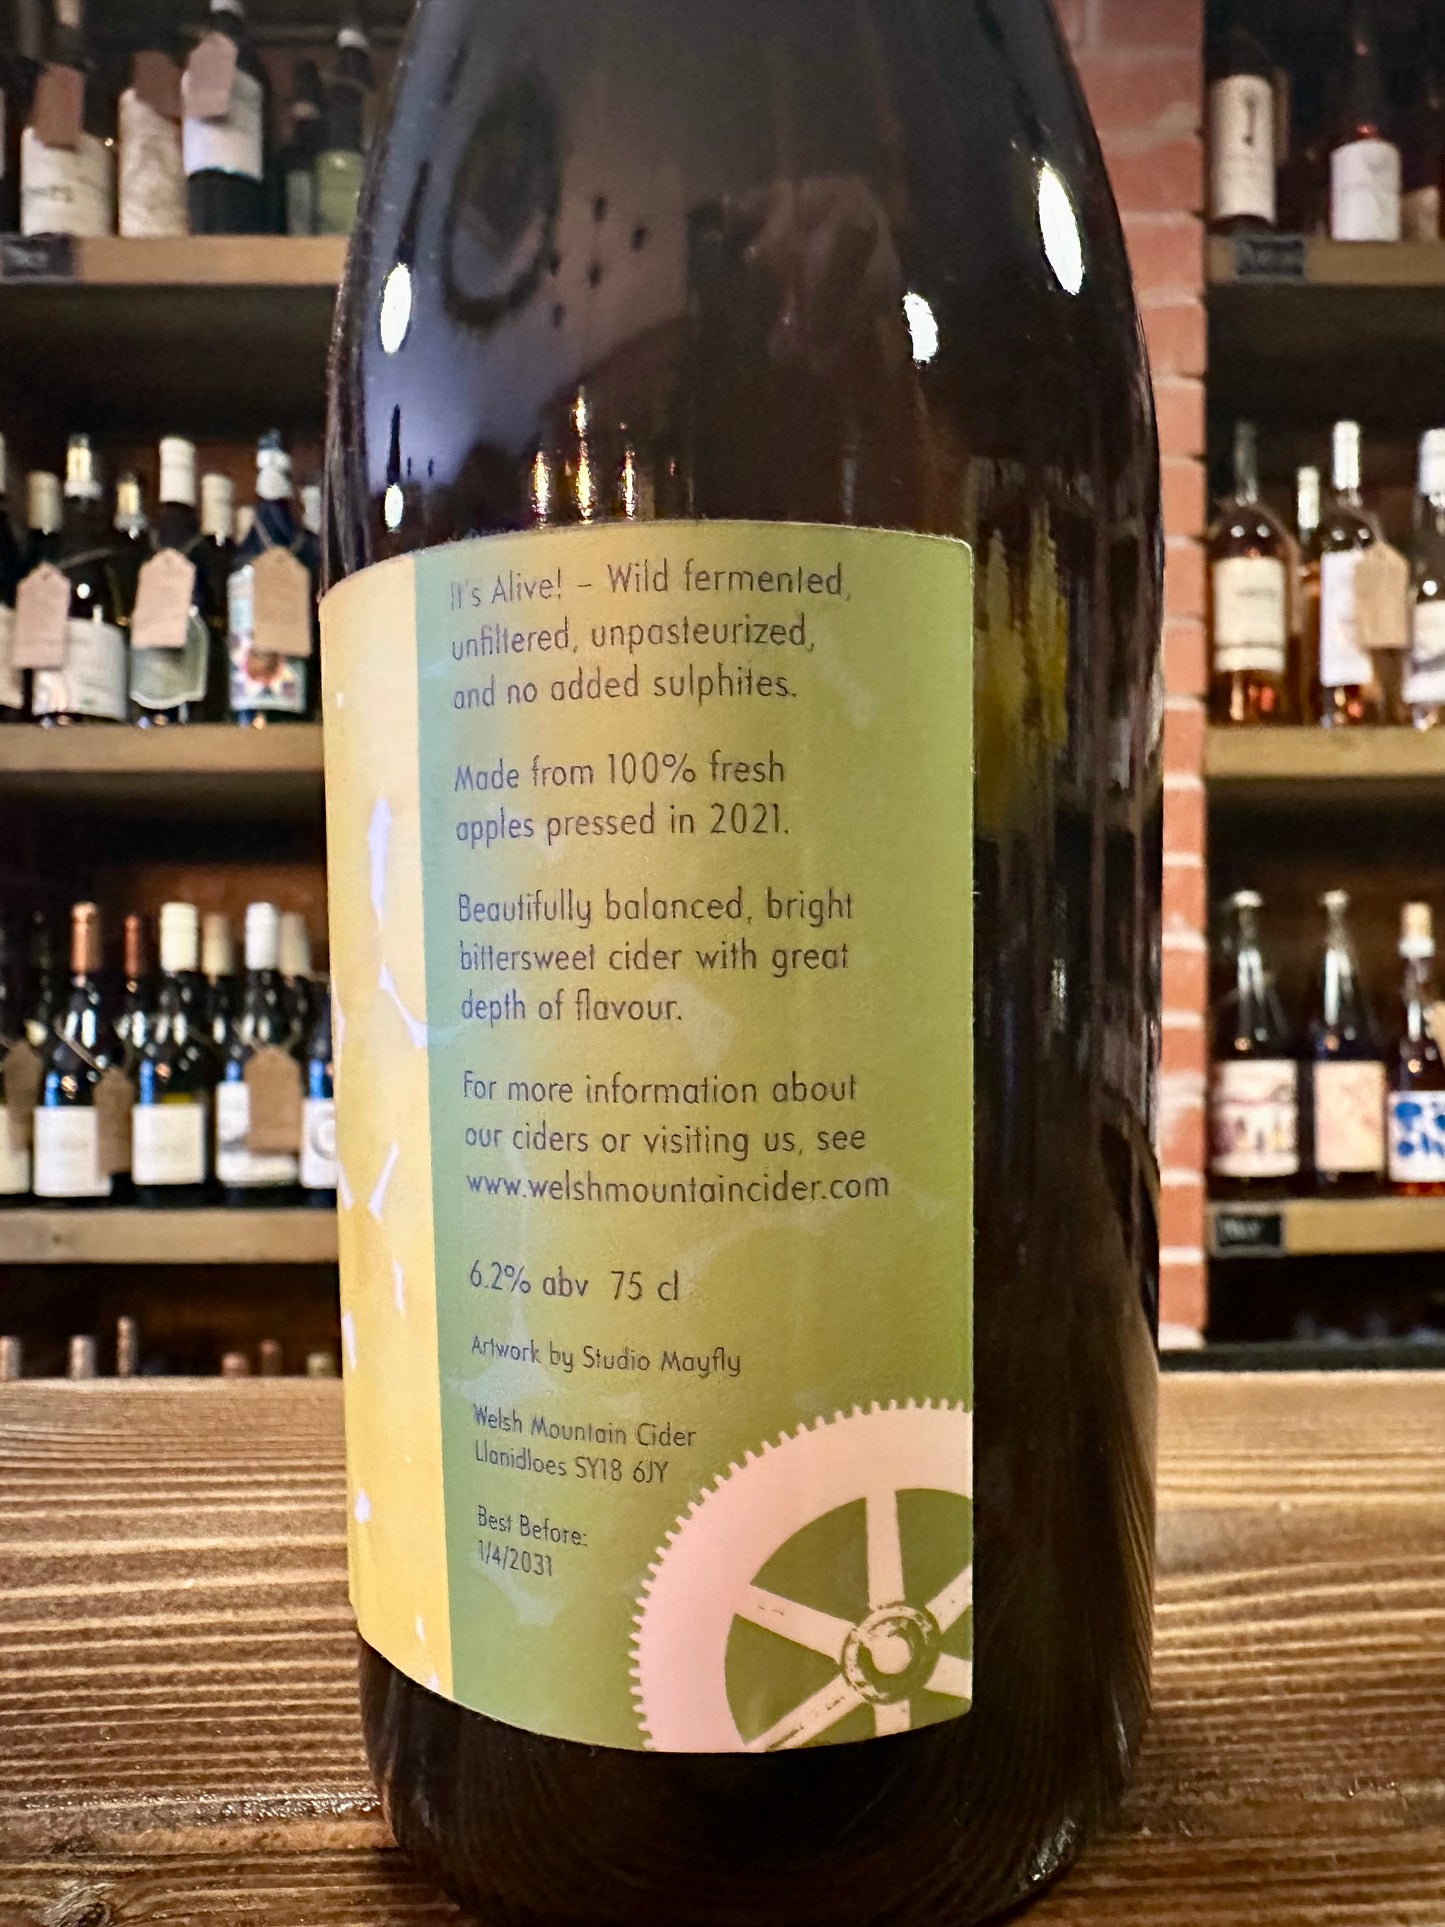 It's Alive! – Wild fermented,
unfiltered, unpasteurized,
and no added sulphites.
Made from 100% fresh
apples pressed in 2021.
Beautifully balanced, bright
bittersweet cider with great
depth of flavour.
For more information about
our ciders or visiting us, see
www.welshmountaincider.com
6.2% abv 75 cl
Artwork by Studio Mayfly
Welsh Mountain Cider
Llanidloes SY18 6JY
Best Before:
1/4/2031